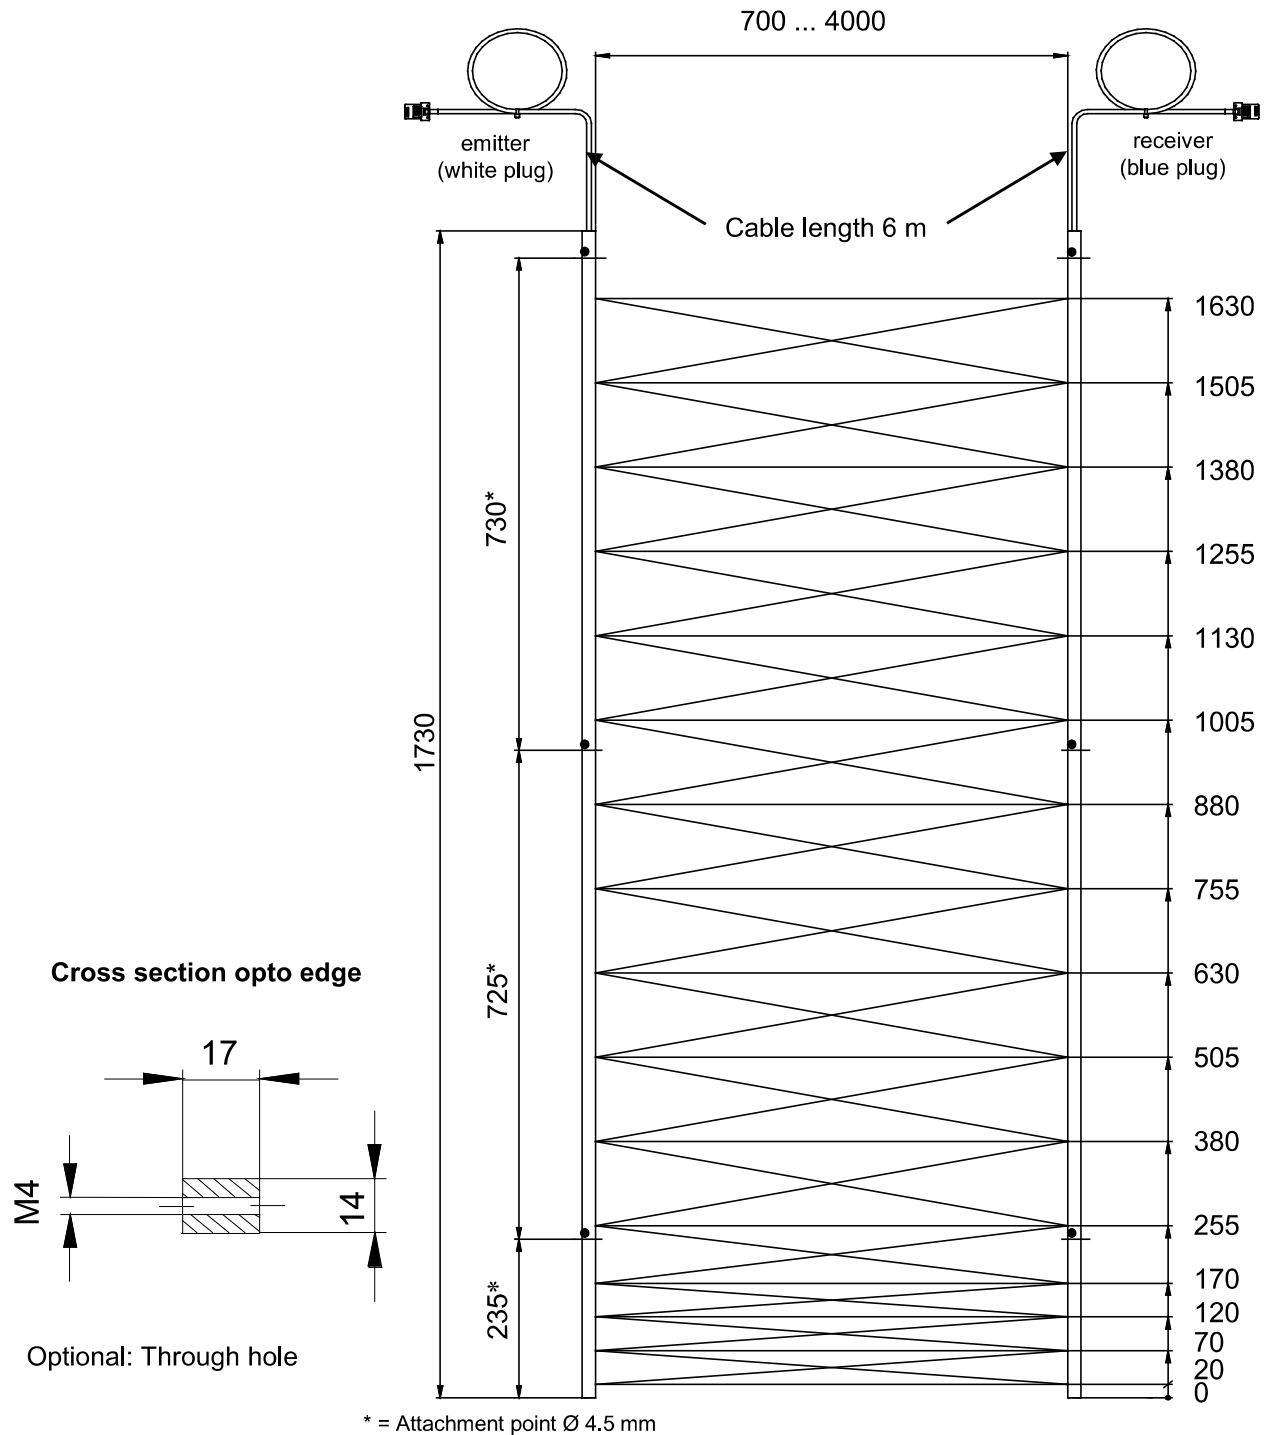 700 ... 4000
emitter
(white plug)
receiver
(blue plug)
Cable length 6 m
1630
1505
1380
1255
1130
1005
880
755
630
505
380
255
170
120
70
20
0
730*
1730
725*
235*
Cross section opto edge
17
M4
14
Optional: Through hole
* = Attachment point Ø 4.5 mm